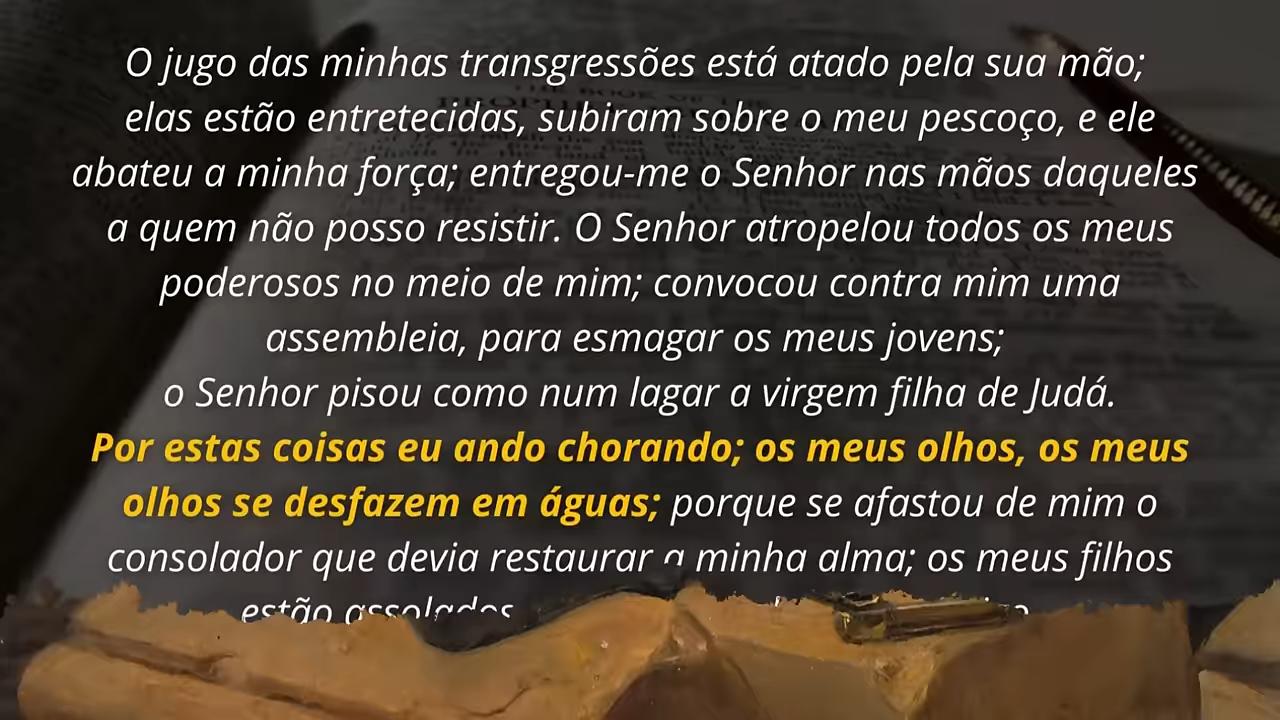 O jugo das minhas transgressões está atado pela sua mão;
elas estão entretecidas, subiram sobre o meu pescoço, e ele
abateu a minha força; entregou-me o Senhor nas mãos daqueles
a quem não posso resistir. O Senhor atropelou todos os meus
poderosos no meio de mim; convocou contra mim uma
assembleia, para esmagar os meus jovens;
o Senhor pisou como num lagar a virgem filha de Judá.
Por estas coisas eu ando chorando; os meus olhos, os meus
olhos se desfazem em águas; porque se afastou de mim o
consolador que devia restaurar a minha alma; os meus filhos
estão assolados